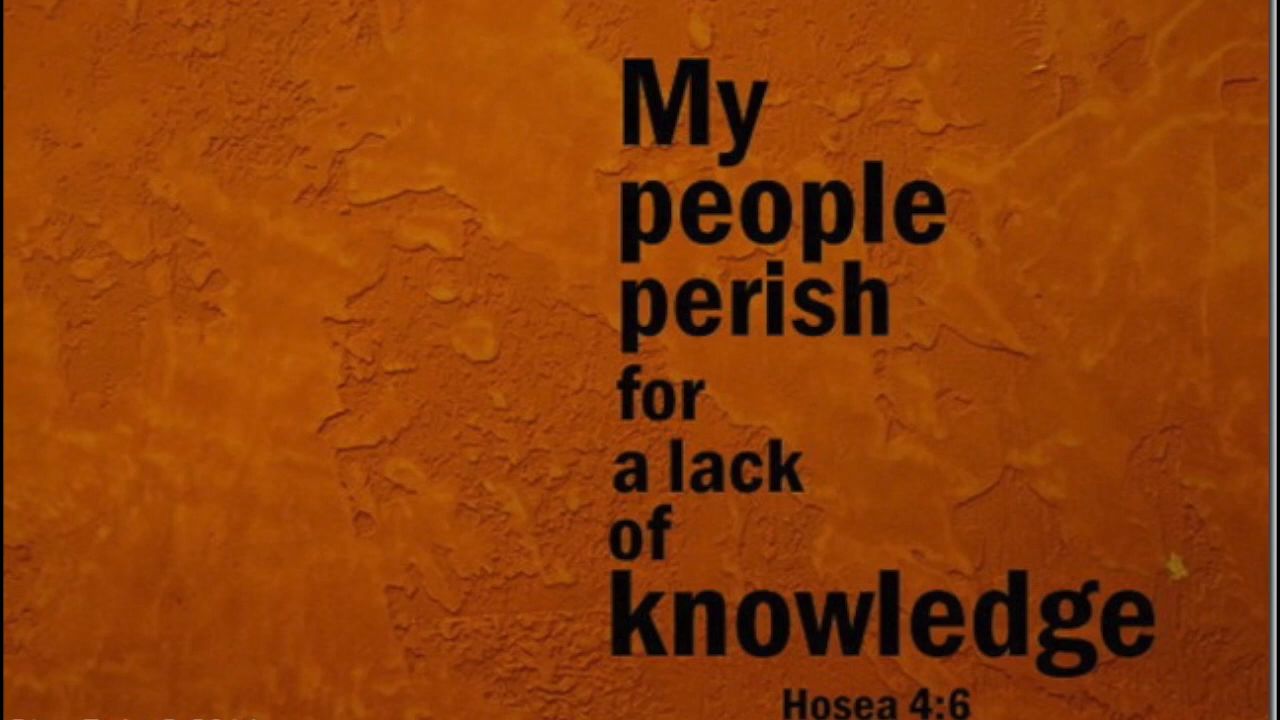 My
people
perish
for
a lack
of
knowledge
Hosea 4:6